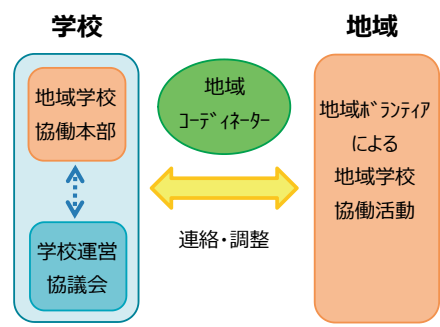 学校
地域
地域学校
協働本部
学校運営
協議会
地域
ｺｰﾃﾞｨﾈｰﾀｰ
連絡・調整
地域ﾎﾞﾗﾝﾃｨｱ
による
地域学校
協働活動